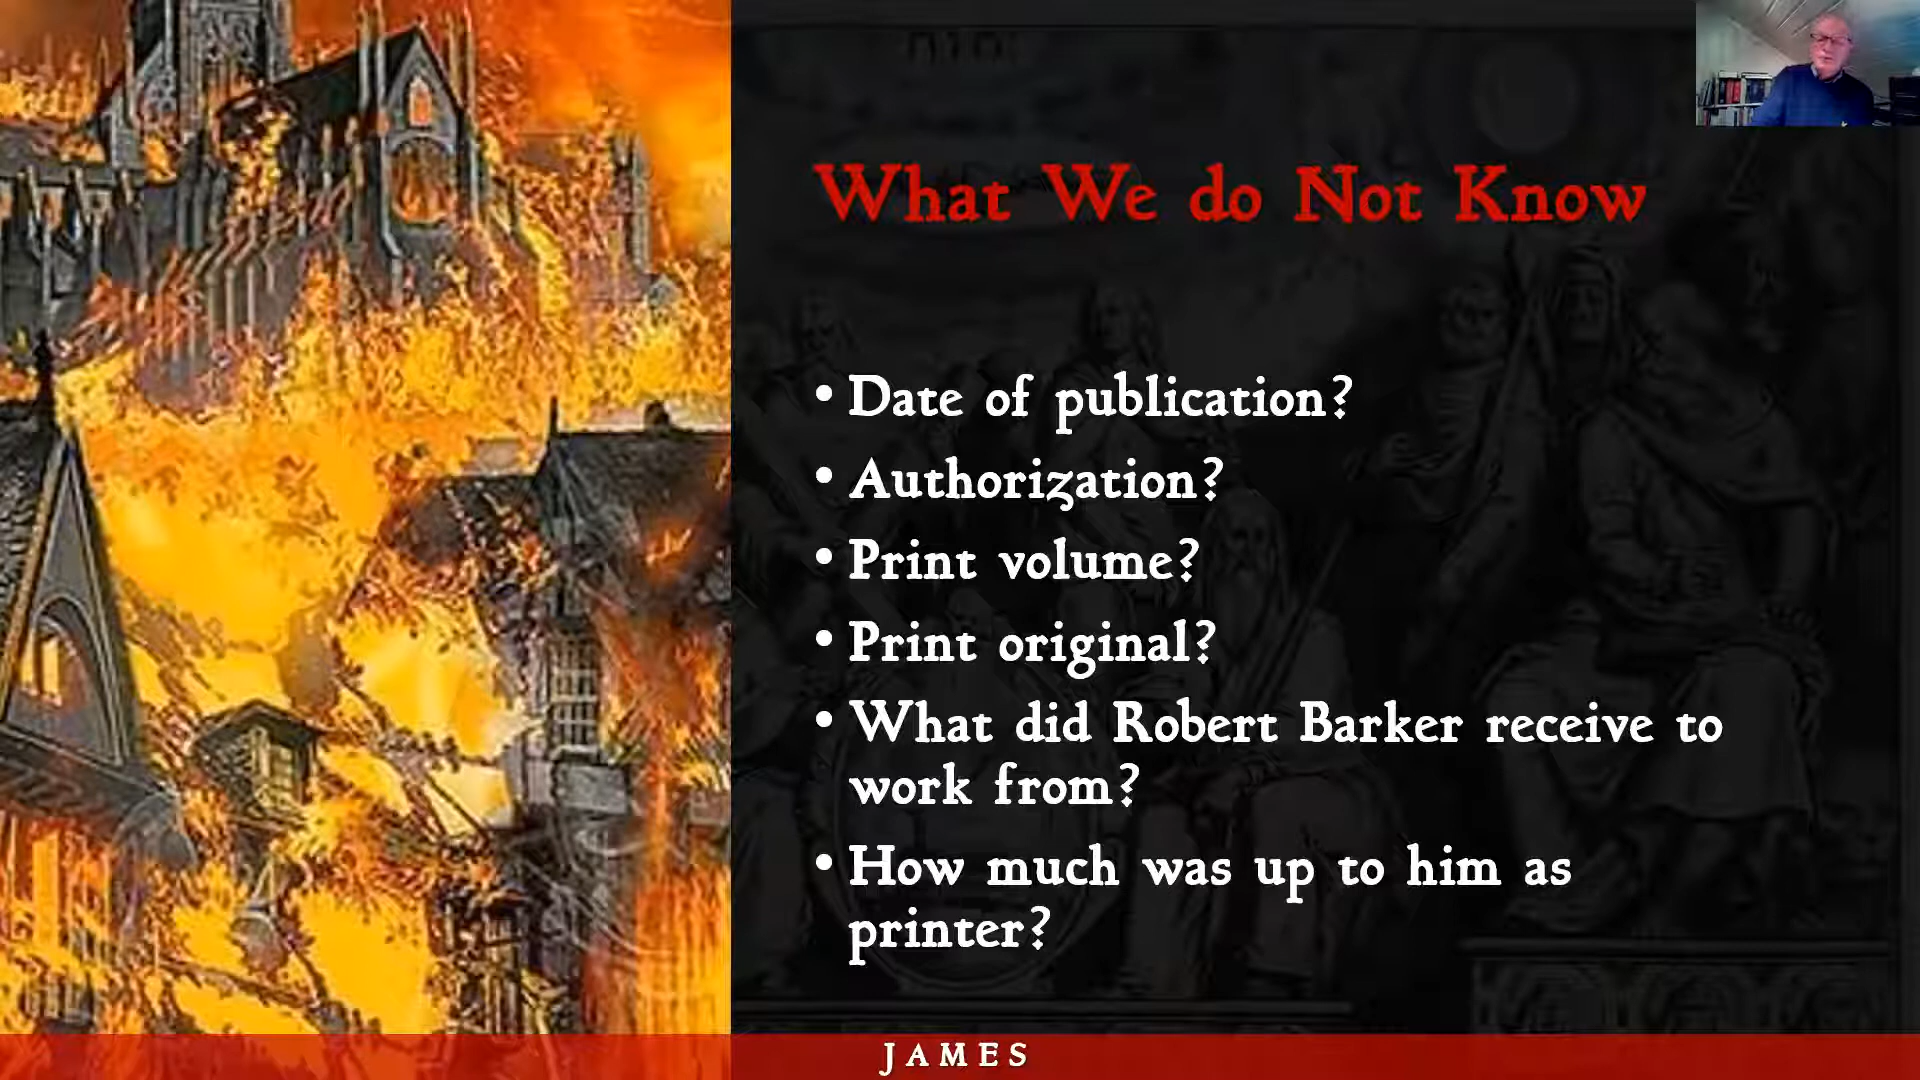 What We do Not Know
• Date of publication?
• Authorization?
• Print volume?
• Print original?
• What did Robert Barker receive to
work from?
• How much was up to him as
printer?
JAMES